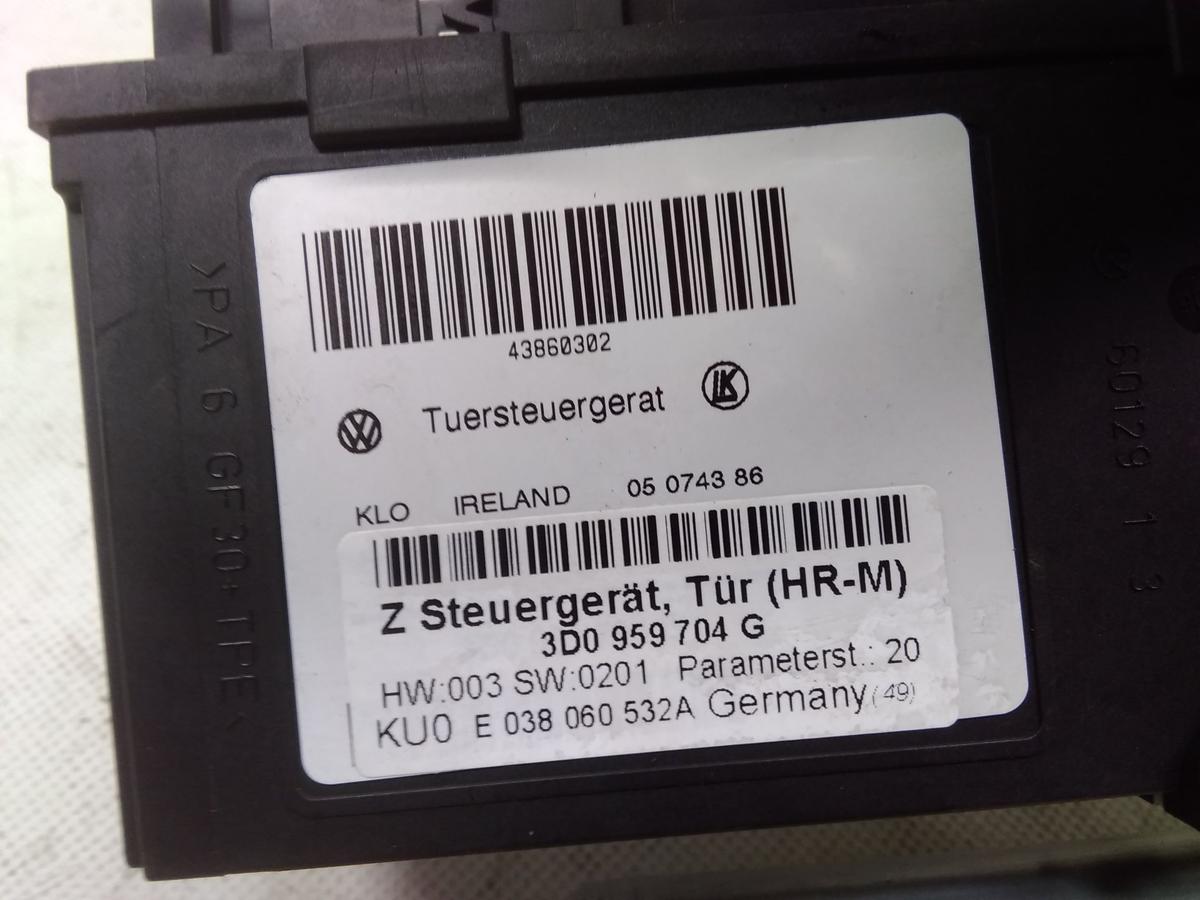 43860302
Tuersteuergerat LK
KLO IRELAND 05 0743 86
Z Steuergerät, Tür (HR-M)
3D0 959 704 G
HW:003 SW:0201 Parameterst.: 20
KU0 E 038 060 532A Germany (49)
>PA 6 GF30+TPE<
60129 1 3